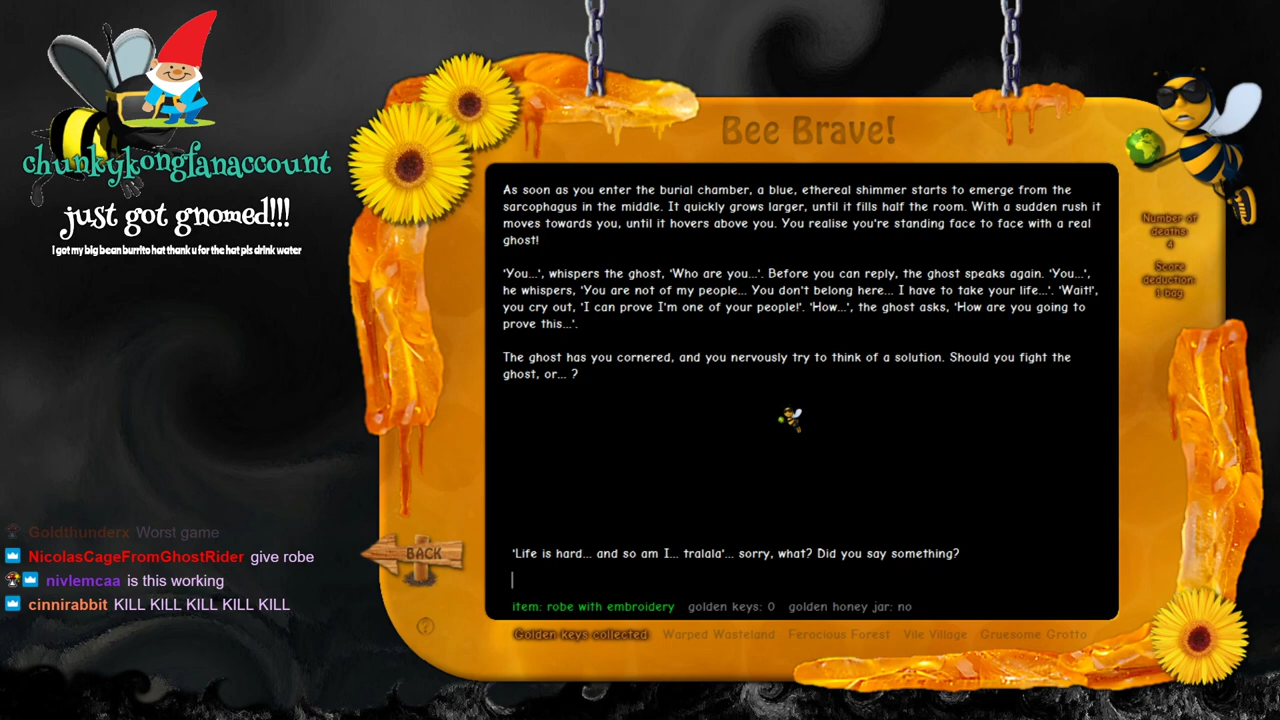 chunkykongfanaccount
just got gnomed!!!
I got my big bean burrito hat thank u for the hat pls drink water
Bee Brave!
As soon as you enter the burial chamber, a blue, ethereal shimmer starts to emerge from the
sarcophagus in the middle. It quickly grows larger, until it fills half the room. With a sudden rush it
moves towards you, until it hovers above you. You realise you're standing face to face with a real
ghost!
'You...', whispers the ghost, 'Who are you...'. Before you can reply, the ghost speaks again. 'You...',
he whispers, 'You are not of my people... You don't belong here... I have to take your life...'. 'Wait!',
you cry out, 'I can prove I'm one of your people!'. 'How...', the ghost asks, 'How are you going to
prove this...'.
The ghost has you cornered, and you nervously try to think of a solution. Should you fight the
ghost, or... ?
'Life is hard... and so am I... tralala'... sorry, what? Did you say something?
item: robe with embroidery golden keys: 0 golden honey jar: no
Golden keys collected Warped Wasteland Ferocious Forest Vile Village Gruesome Grotto
Number of
deaths:
4
Score
deduction:
1 bag
BACK
?
Goldthunderx Worst game
NicolasCageFromGhostRider give robe
nivlemcaa is this working
cinnirabbit KILL KILL KILL KILL KILL